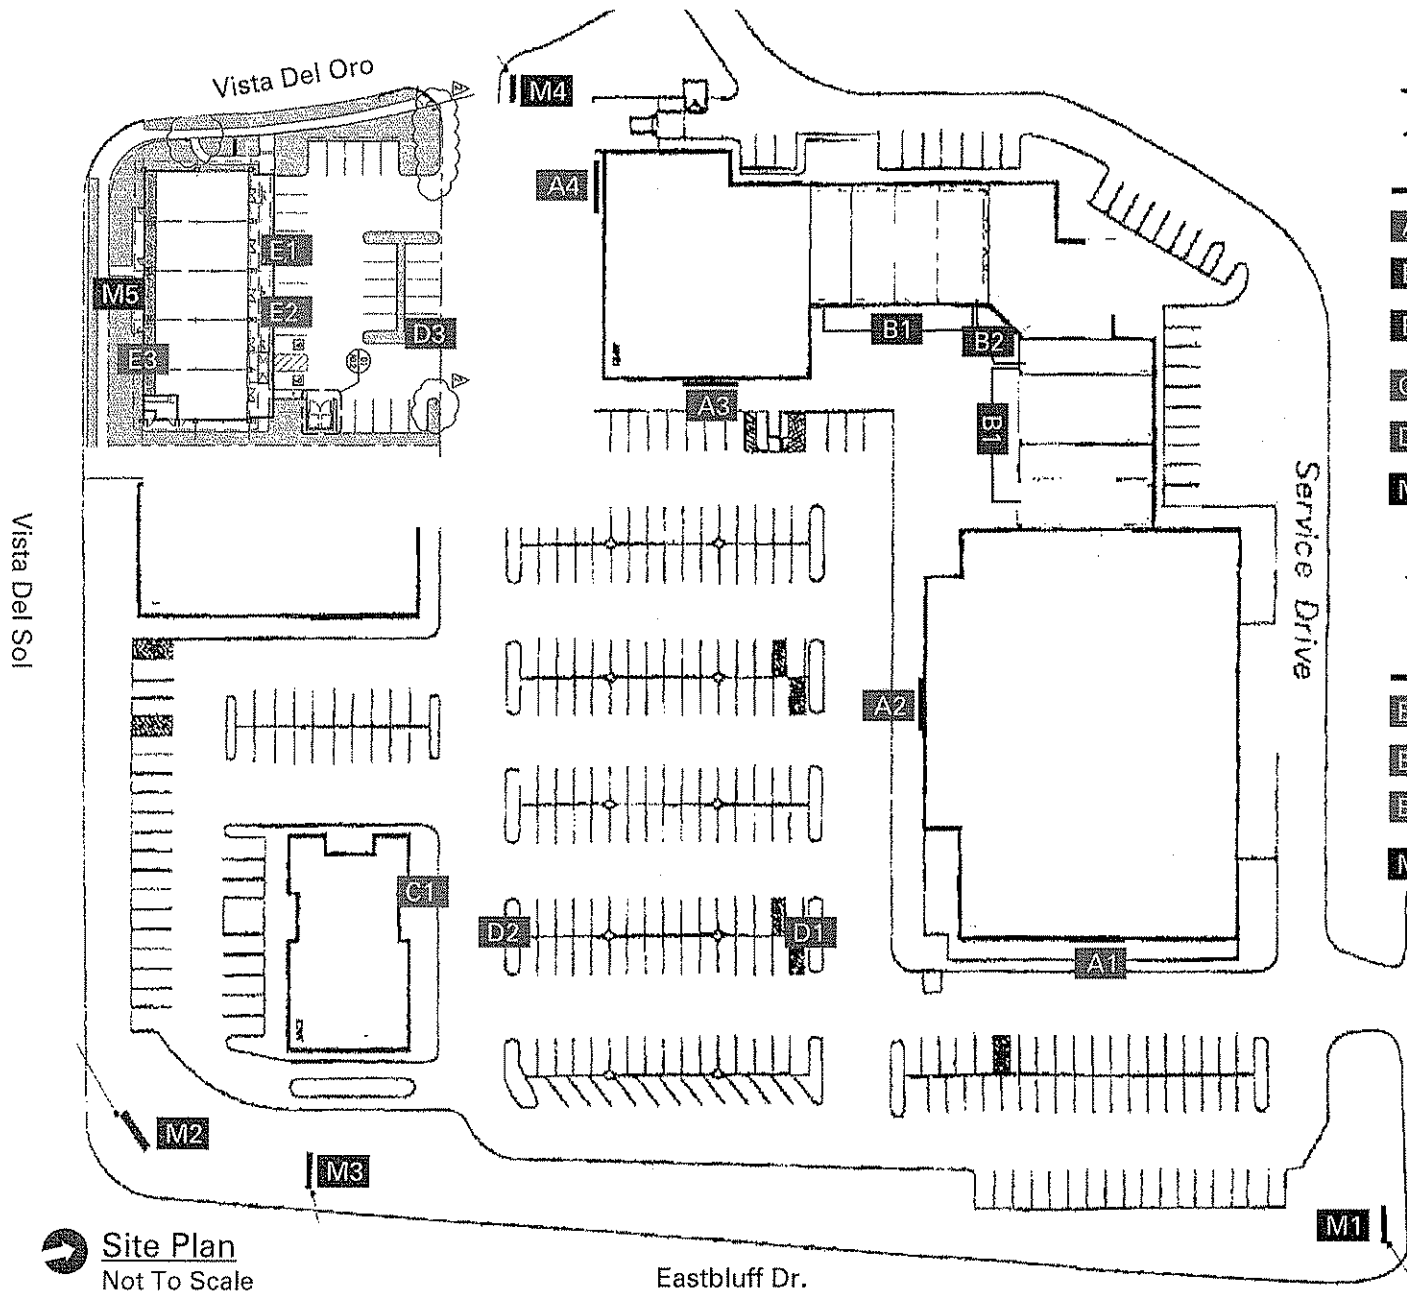 Vista Del Oro
M4
A4
E1
M5
E2
D3
E3
B1
B2
A3
B1
Service Drive
Vista Del Sol
A2
C1
D2
D1
A1
M2
M3
M1
Site Plan
Not To Scale
Eastbluff Dr.